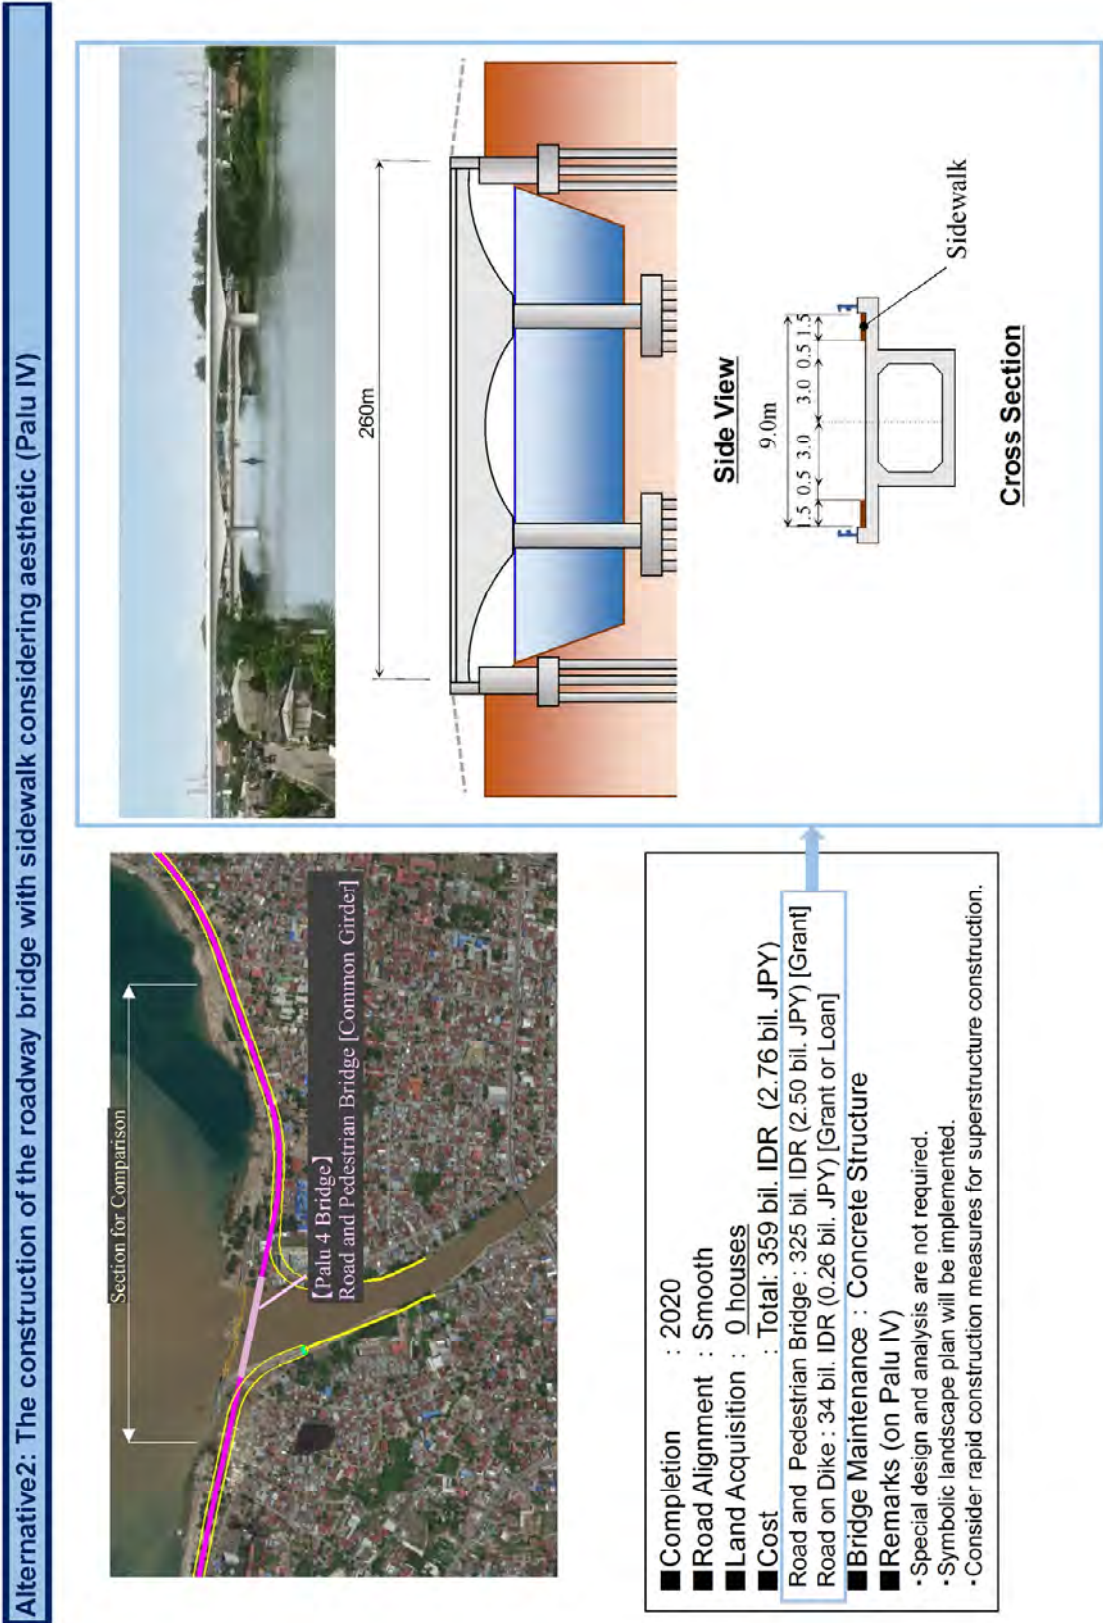 Alternative2: The construction of the roadway bridge with sidewalk considering aesthetic (Palu IV)
Section for Comparison
【Palu 4 Bridge】
Road and Pedestrian Bridge [Common Girder]
■Completion : 2020
■Road Alignment : Smooth
■Land Acquisition : 0 houses
■Cost : Total: 359 bil. IDR (2.76 bil. JPY)
Road and Pedestrian Bridge : 325 bil. IDR (2.50 bil. JPY) [Grant]
Road on Dike : 34 bil. IDR (0.26 bil. JPY) [Grant or Loan]
■Bridge Maintenance : Concrete Structure
■Remarks (on Palu IV)
・Special design and analysis are not required.
・Symbolic landscape plan will be implemented.
・Consider rapid construction measures for superstructure construction.
260m
Side View
9.0m
1.5 0.5 3.0 3.0 0.5 1.5
Sidewalk
Cross Section